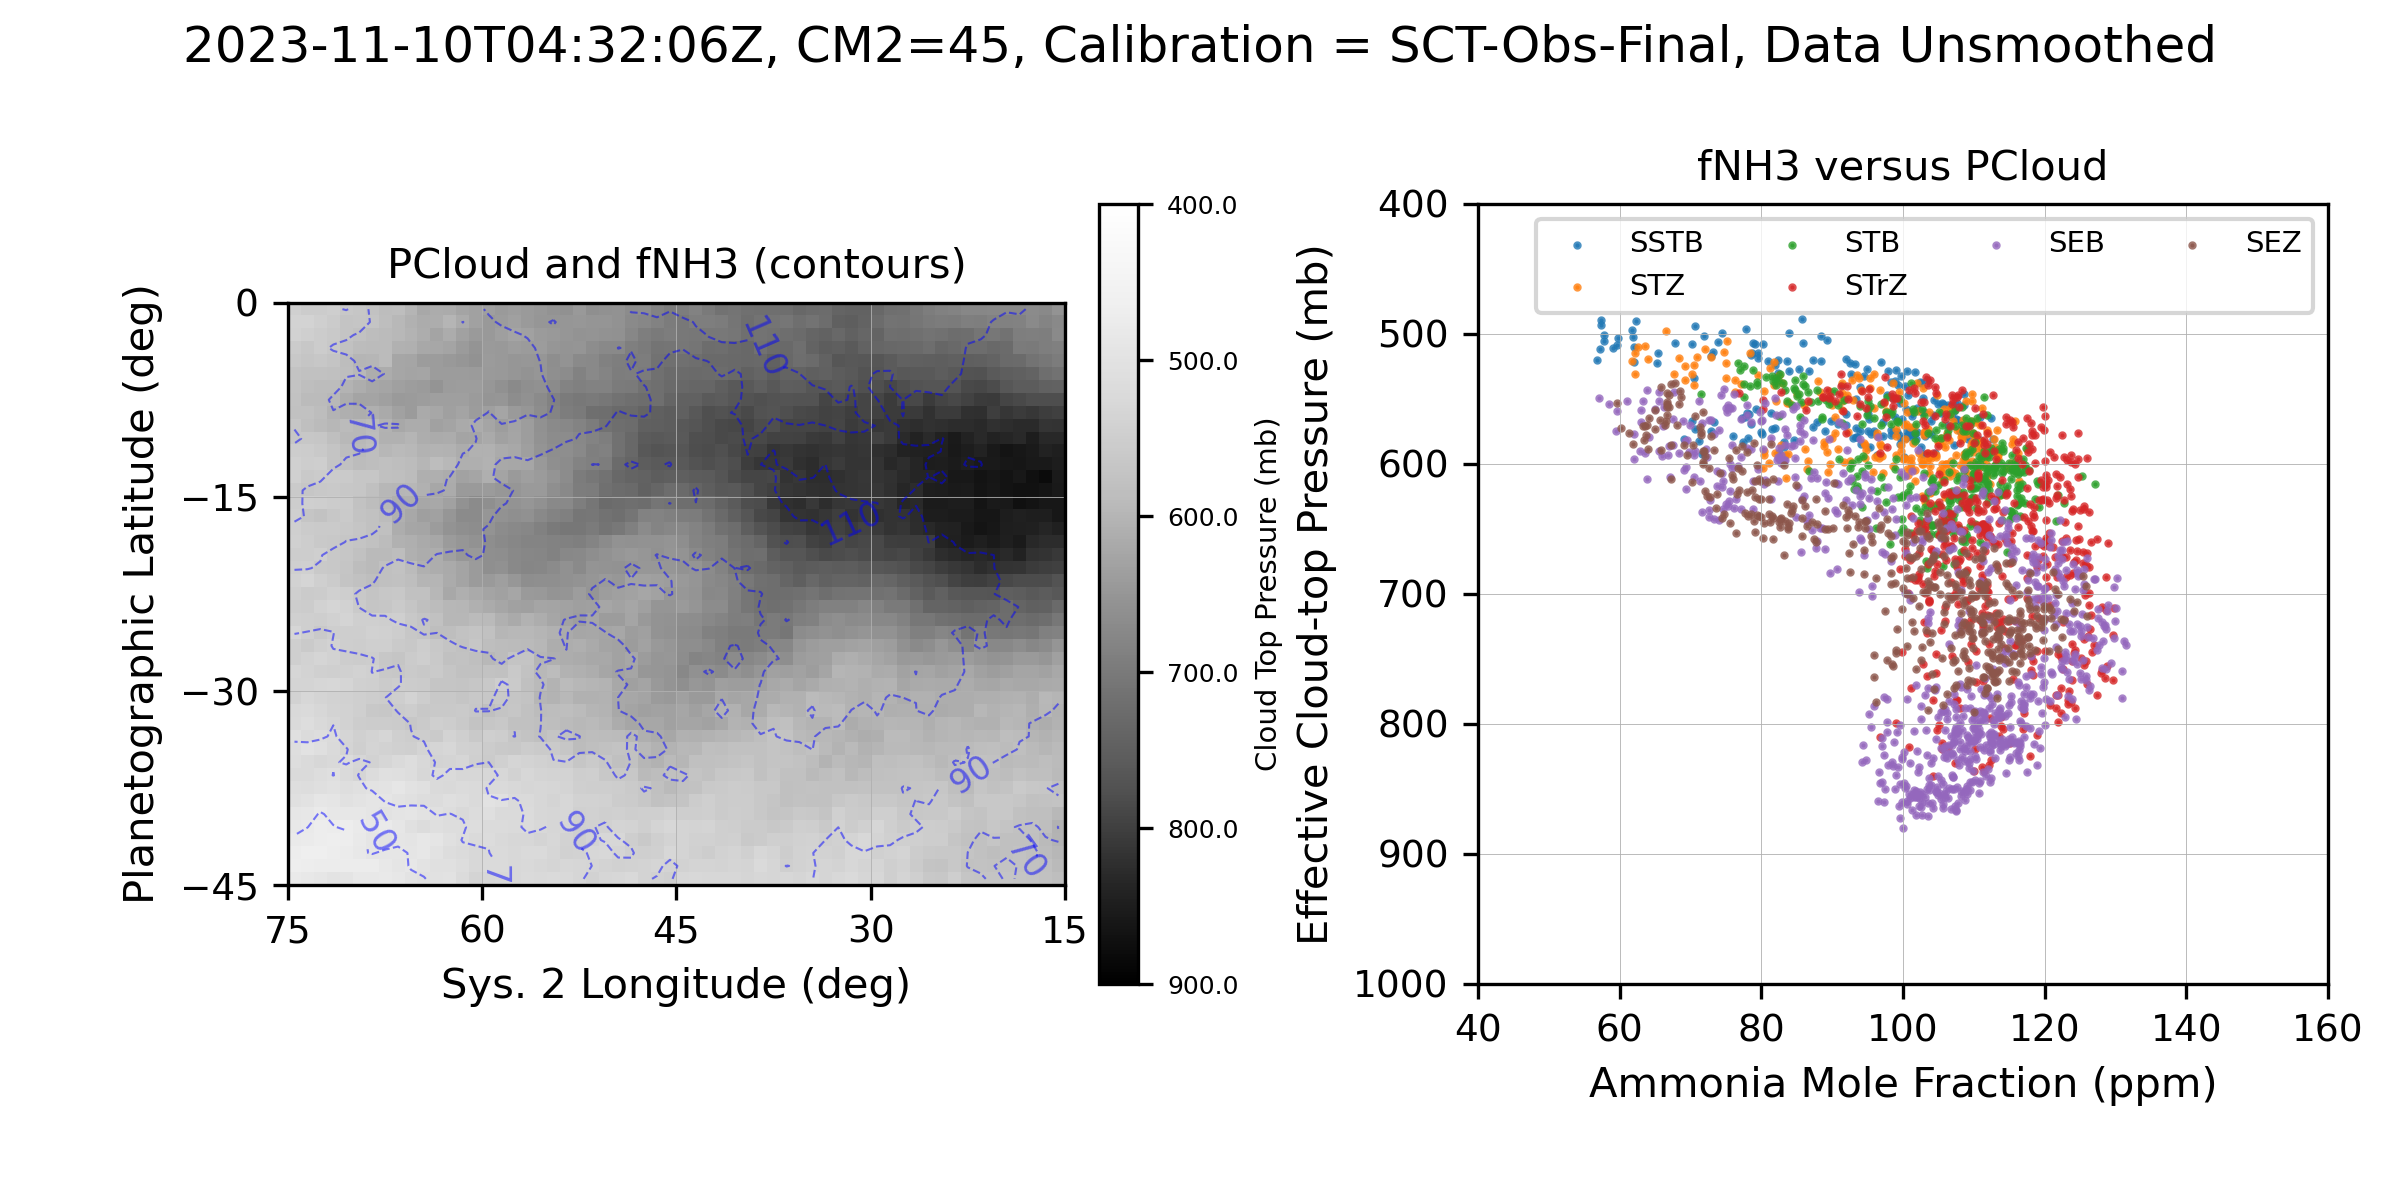 2023-11-10T04:32:06Z, CM2=45, Calibration = SCT-Obs-Final, Data Unsmoothed
PCloud and fNH3 (contours)
Planetographic Latitude (deg)
0
−15
−30
−45
75
60
45
30
15
Sys. 2 Longitude (deg)
110
70
90
110
90
50
90
7
70
400.0
500.0
600.0
700.0
800.0
900.0
Cloud Top Pressure (mb)
fNH3 versus PCloud
Effective Cloud-top Pressure (mb)
400
500
600
700
800
900
1000
SSTB
STZ
STB
STrZ
SEB
SEZ
40
60
80
100
120
140
160
Ammonia Mole Fraction (ppm)